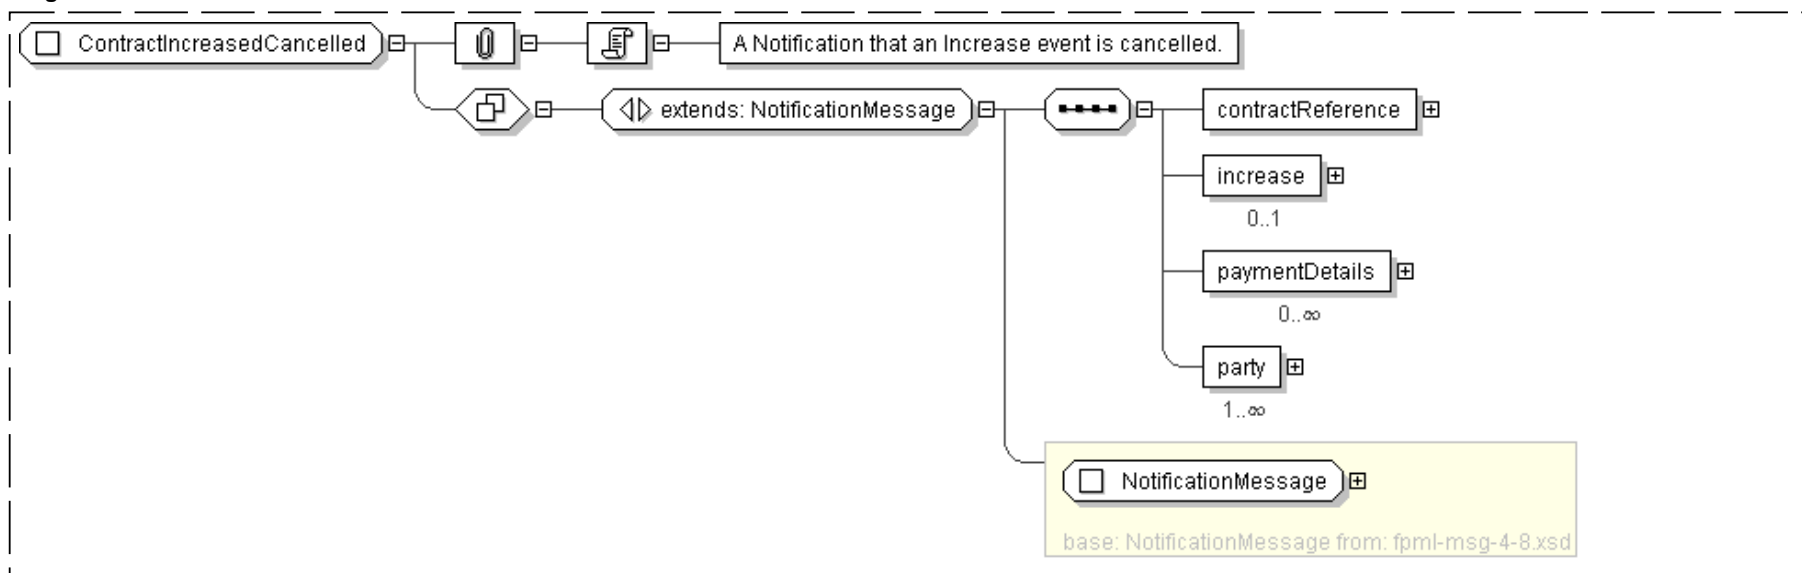 ContractIncreasedCancelled
A Notification that an Increase event is cancelled.
extends: NotificationMessage
contractReference
increase
0..1
paymentDetails
0..∞
party
1..∞
NotificationMessage
base: NotificationMessage from: fpml-msg-4-8.xsd